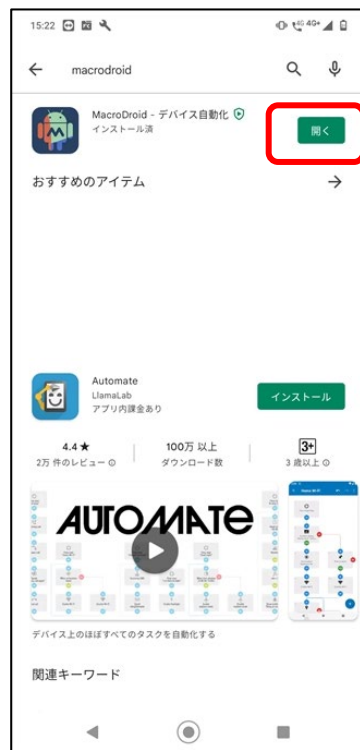 15:22
4G 4G+
macrodroid
MacroDroid - デバイス自動化
インストール済
開く
おすすめのアイテム
Automate
LlamaLab
アプリ内課金あり
インストール
4.4★
2万 件のレビュー
100万 以上
ダウンロード数
3+
3 歳以上
AUTOMATE
デバイス上のほぼすべてのタスクを自動化する
関連キーワード